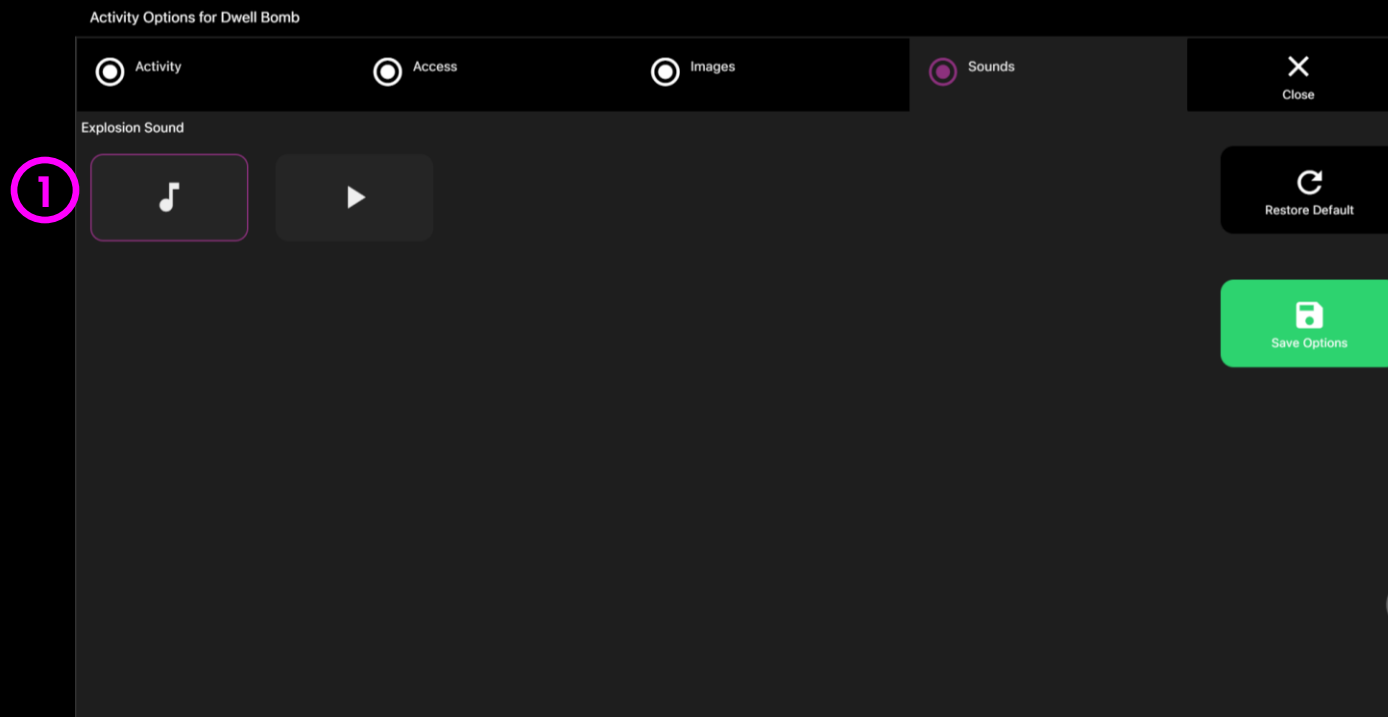 Activity Options for Dwell Bomb
Activity
Access
Images
Sounds
Close
Explosion Sound
1
Restore Default
Save Options